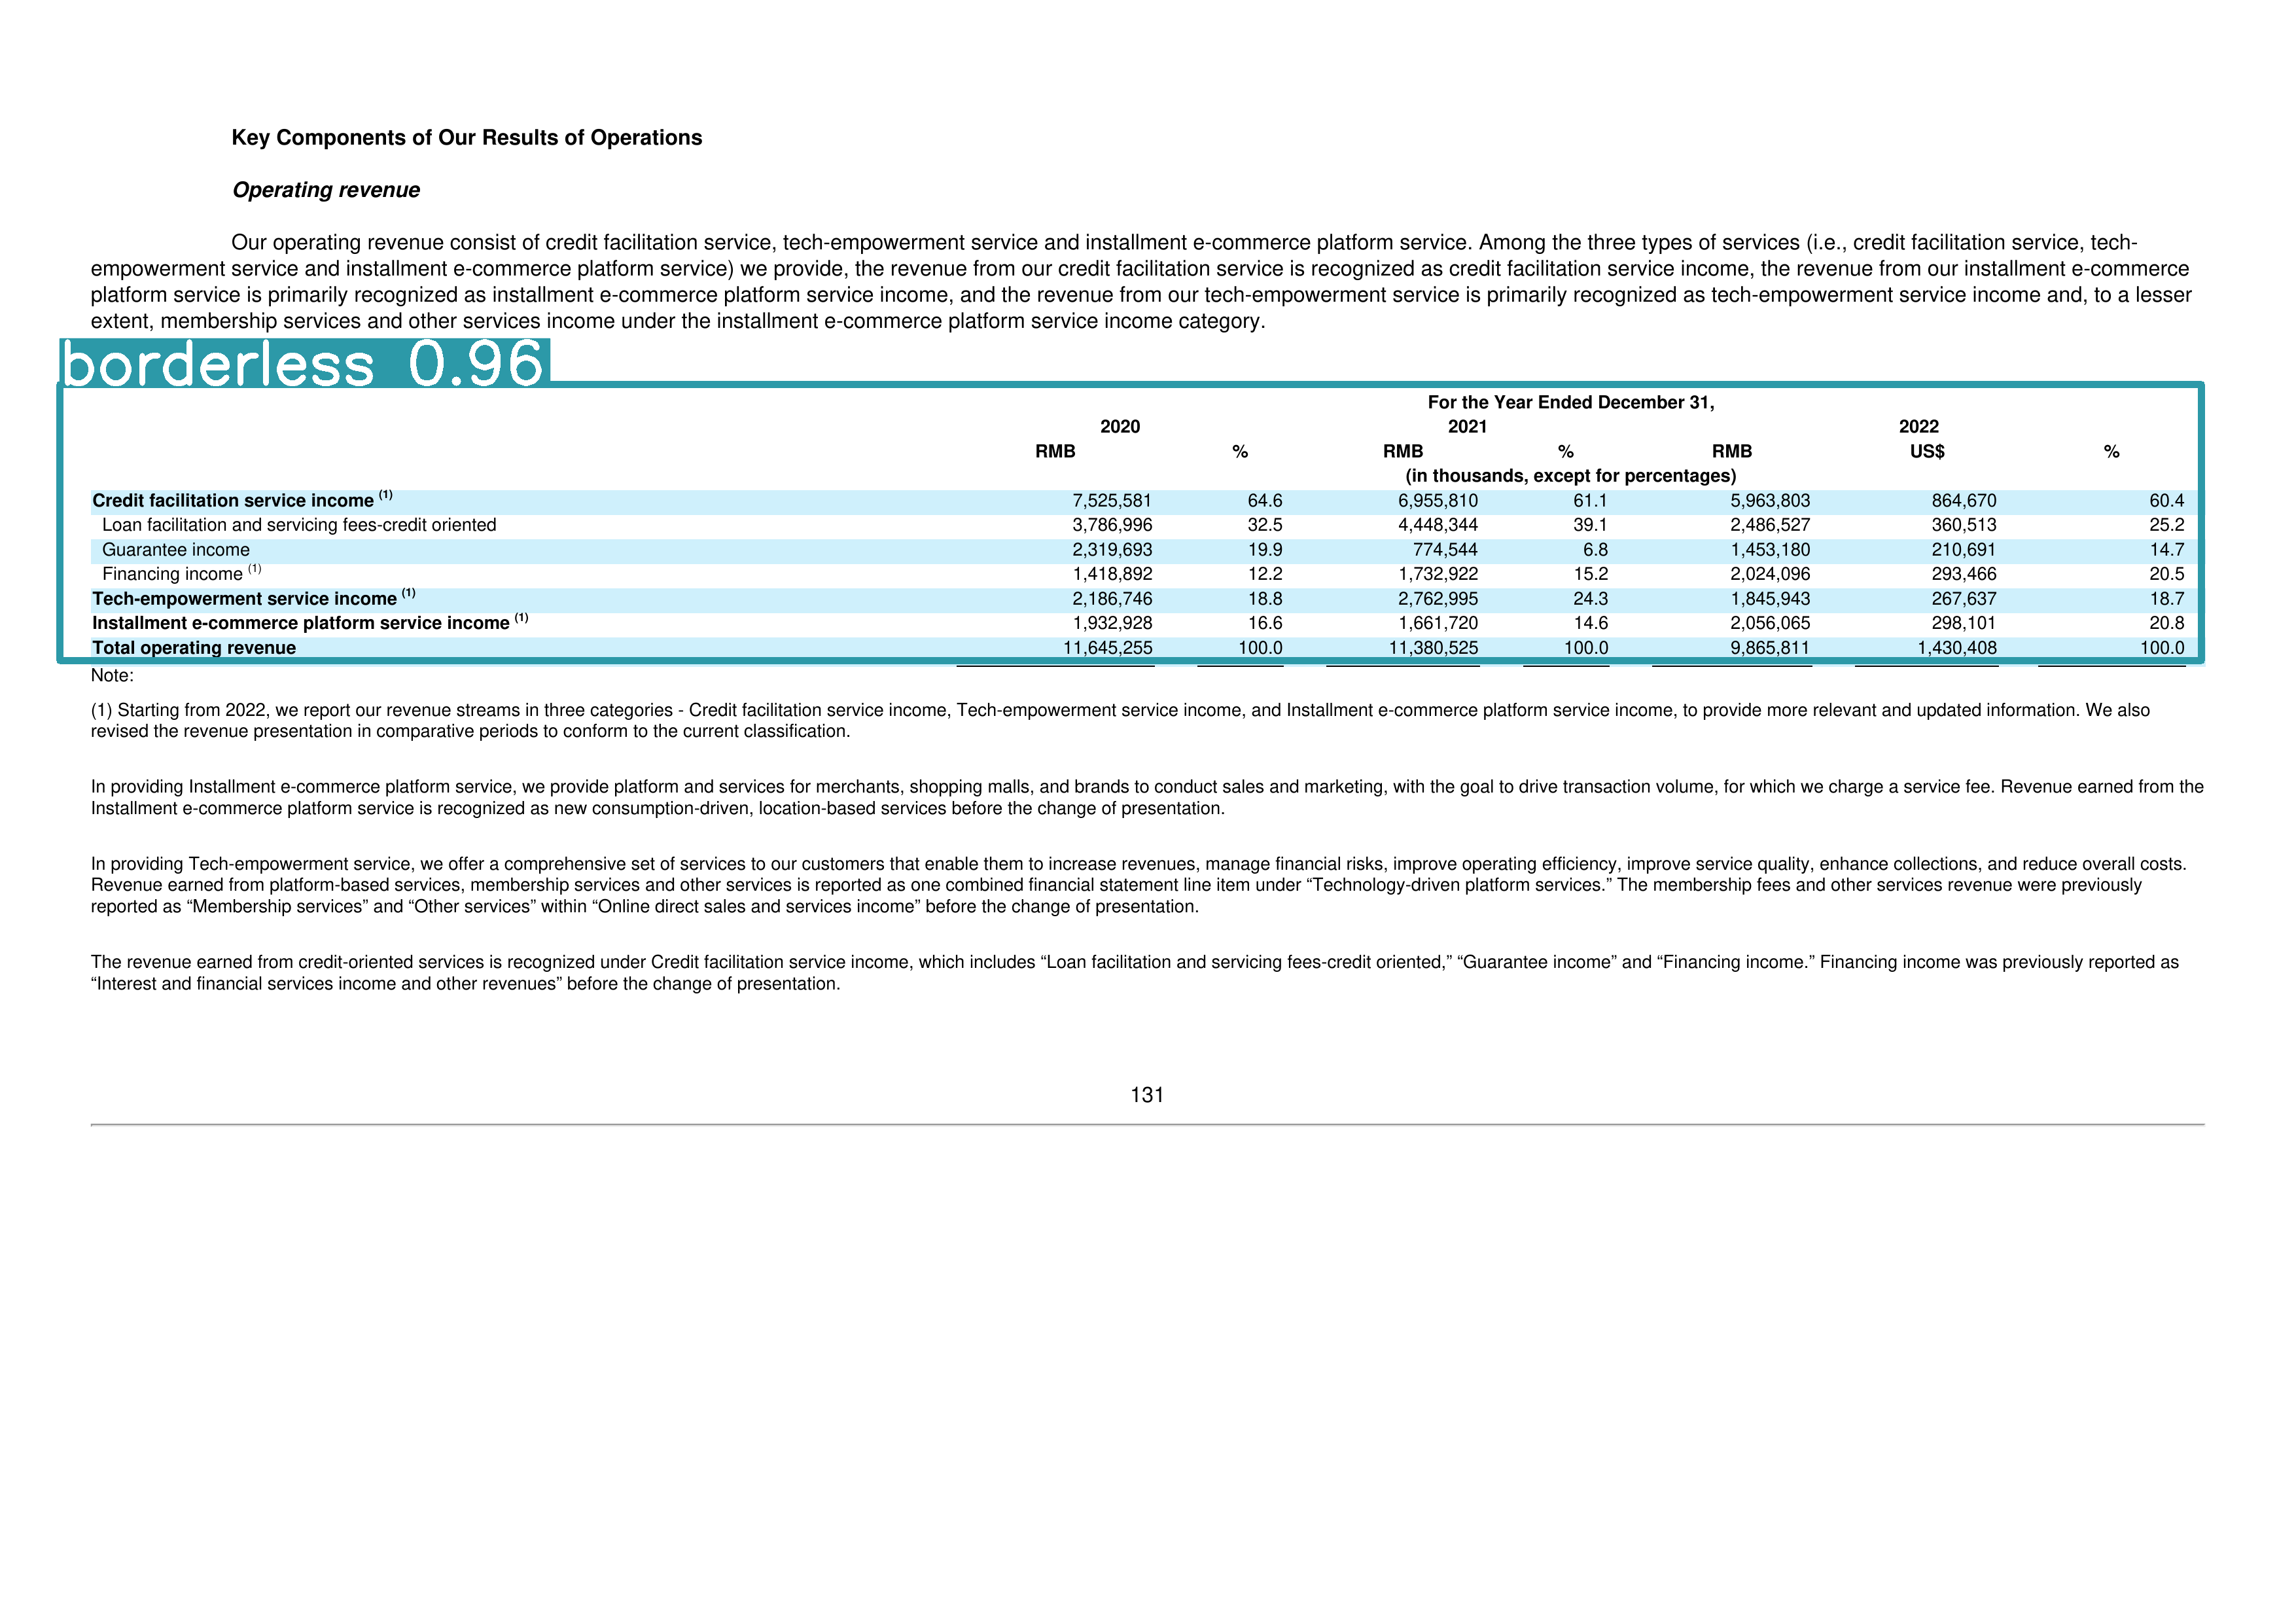 Key Components of Our Results of Operations
Operating revenue
Our operating revenue consist of credit facilitation service, tech-empowerment service and installment e-commerce platform service. Among the three types of services (i.e., credit facilitation service, tech-
empowerment service and installment e-commerce platform service) we provide, the revenue from our credit facilitation service is recognized as credit facilitation service income, the revenue from our installment e-commerce
platform service is primarily recognized as installment e-commerce platform service income, and the revenue from our tech-empowerment service is primarily recognized as tech-empowerment service income and, to a lesser
extent, membership services and other services income under the installment e-commerce platform service income category.
borderless 0.96
For the Year Ended December 31,
2020 2021 2022
RMB % RMB % RMB US$ %
(in thousands, except for percentages)
Credit facilitation service income (1) 7,525,581 64.6 6,955,810 61.1 5,963,803 864,670 60.4
Loan facilitation and servicing fees-credit oriented 3,786,996 32.5 4,448,344 39.1 2,486,527 360,513 25.2
Guarantee income 2,319,693 19.9 774,544 6.8 1,453,180 210,691 14.7
Financing income (1) 1,418,892 12.2 1,732,922 15.2 2,024,096 293,466 20.5
Tech-empowerment service income (1) 2,186,746 18.8 2,762,995 24.3 1,845,943 267,637 18.7
Installment e-commerce platform service income (1) 1,932,928 16.6 1,661,720 14.6 2,056,065 298,101 20.8
Total operating revenue 11,645,255 100.0 11,380,525 100.0 9,865,811 1,430,408 100.0
Note:
(1) Starting from 2022, we report our revenue streams in three categories - Credit facilitation service income, Tech-empowerment service income, and Installment e-commerce platform service income, to provide more relevant and updated information. We also
revised the revenue presentation in comparative periods to conform to the current classification.
In providing Installment e-commerce platform service, we provide platform and services for merchants, shopping malls, and brands to conduct sales and marketing, with the goal to drive transaction volume, for which we charge a service fee. Revenue earned from the
Installment e-commerce platform service is recognized as new consumption-driven, location-based services before the change of presentation.
In providing Tech-empowerment service, we offer a comprehensive set of services to our customers that enable them to increase revenues, manage financial risks, improve operating efficiency, improve service quality, enhance collections, and reduce overall costs.
Revenue earned from platform-based services, membership services and other services is reported as one combined financial statement line item under “Technology-driven platform services.” The membership fees and other services revenue were previously
reported as “Membership services” and “Other services” within “Online direct sales and services income” before the change of presentation.
The revenue earned from credit-oriented services is recognized under Credit facilitation service income, which includes “Loan facilitation and servicing fees-credit oriented,” “Guarantee income” and “Financing income.” Financing income was previously reported as
“Interest and financial services income and other revenues” before the change of presentation.
131